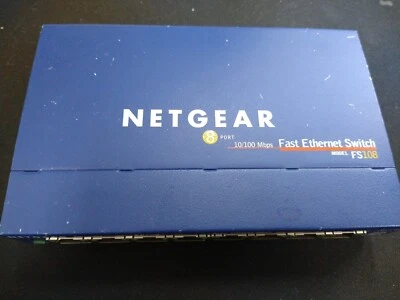 NETGEAR
8 PORT
10/100 Mbps Fast Ethernet Switch
MODEL FS108